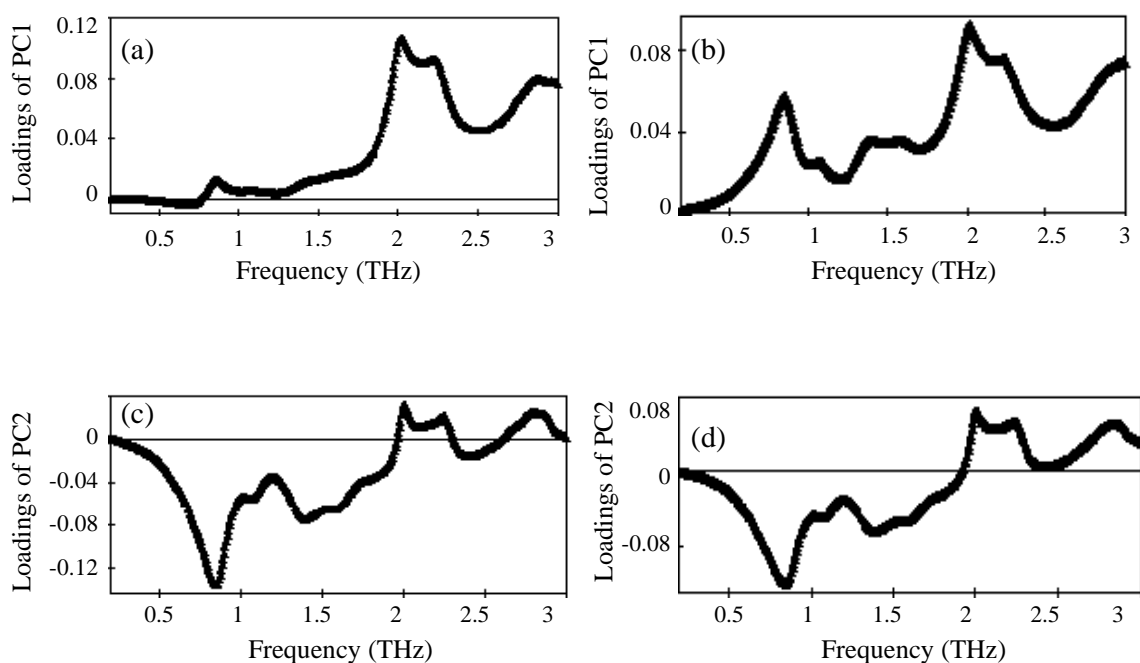 (a)
Loadings of PC1
0.12
0.08
0.04
0
0.5 1 1.5 2 2.5 3
Frequency (THz)
(b)
Loadings of PC1
0.08
0.04
0
0.5 1 1.5 2 2.5 3
Frequency (THz)
(c)
Loadings of PC2
0
-0.04
-0.08
-0.12
0.5 1 1.5 2 2.5 3
Frequency (THz)
(d)
Loadings of PC2
0.08
0
-0.08
0.5 1 1.5 2 2.5 3
Frequency (THz)